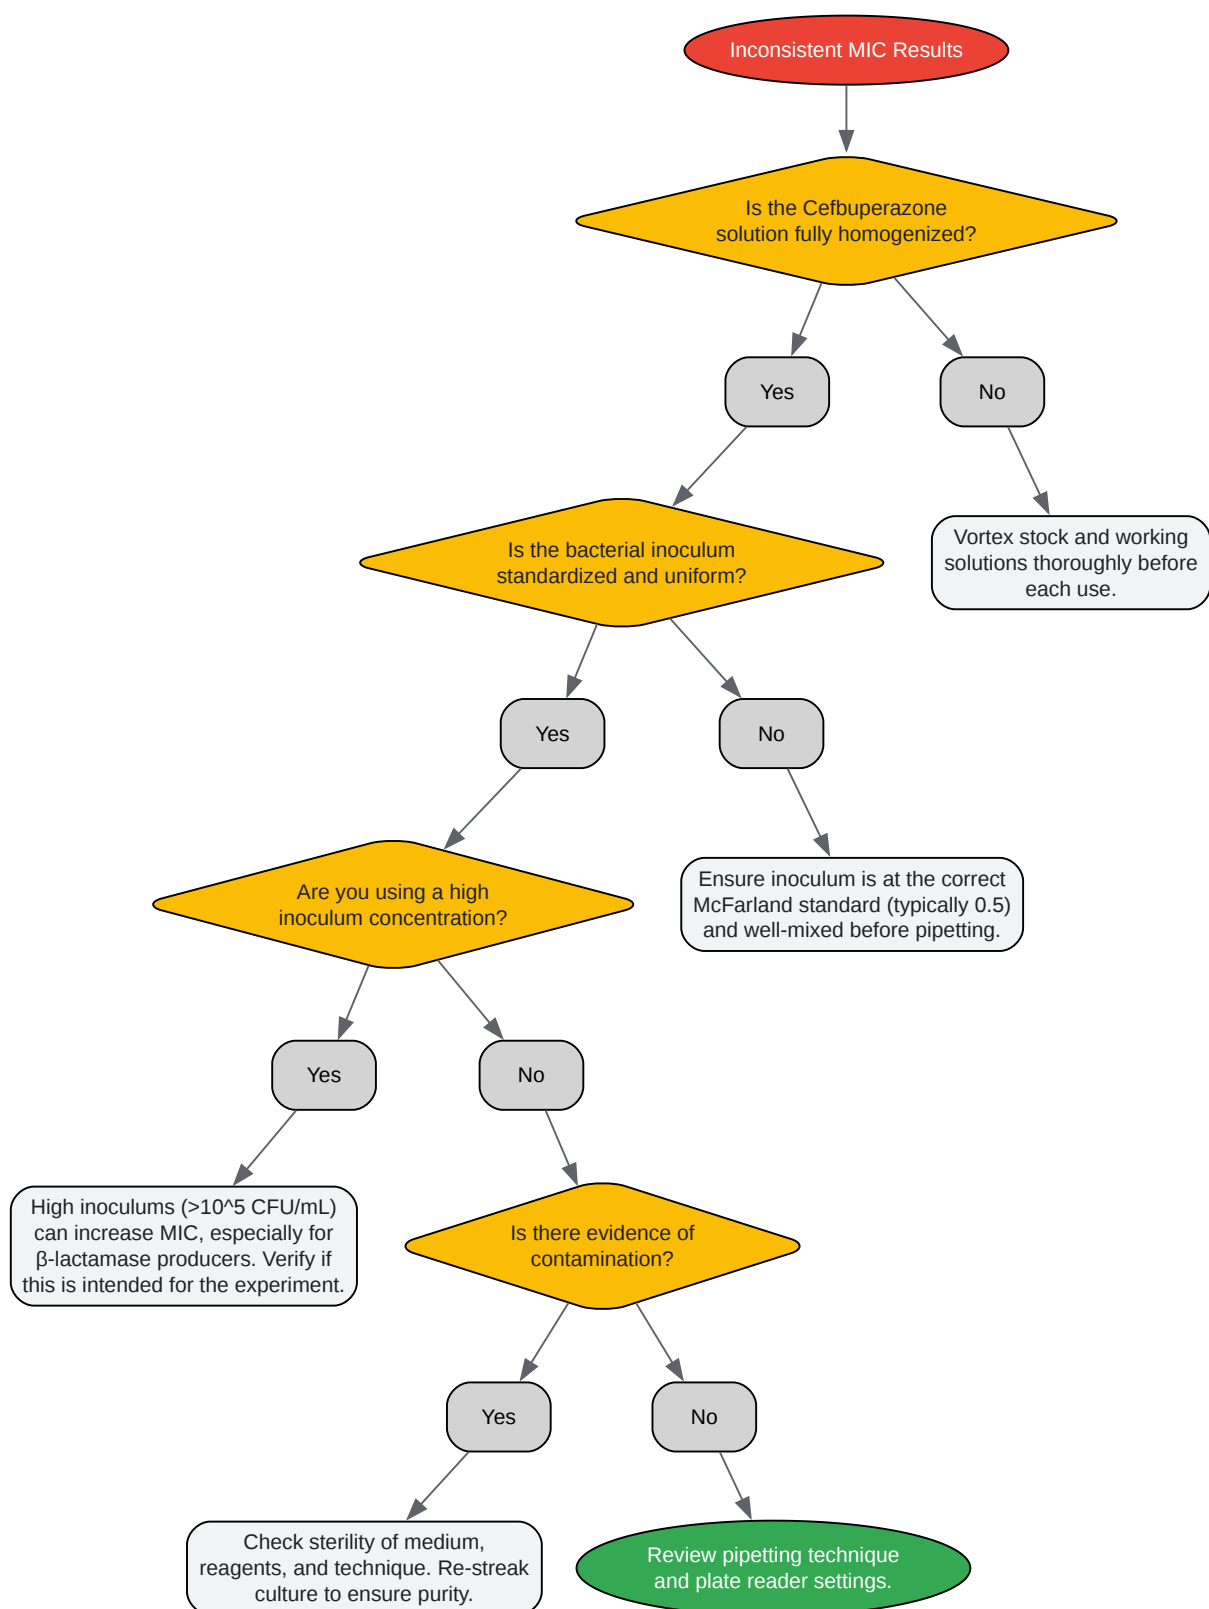 Inconsistent MIC Results
Is the Cefbuperazone
solution fully homogenized?
Yes
No
Vortex stock and working
solutions thoroughly before
each use.
Is the bacterial inoculum
standardized and uniform?
Yes
No
Ensure inoculum is at the correct
McFarland standard (typically 0.5)
and well-mixed before pipetting.
Are you using a high
inoculum concentration?
Yes
No
High inoculums (>10^5 CFU/mL)
can increase MIC, especially for
β-lactamase producers. Verify if
this is intended for the experiment.
Is there evidence of
contamination?
Yes
No
Check sterility of medium,
reagents, and technique. Re-streak
culture to ensure purity.
Review pipetting technique
and plate reader settings.